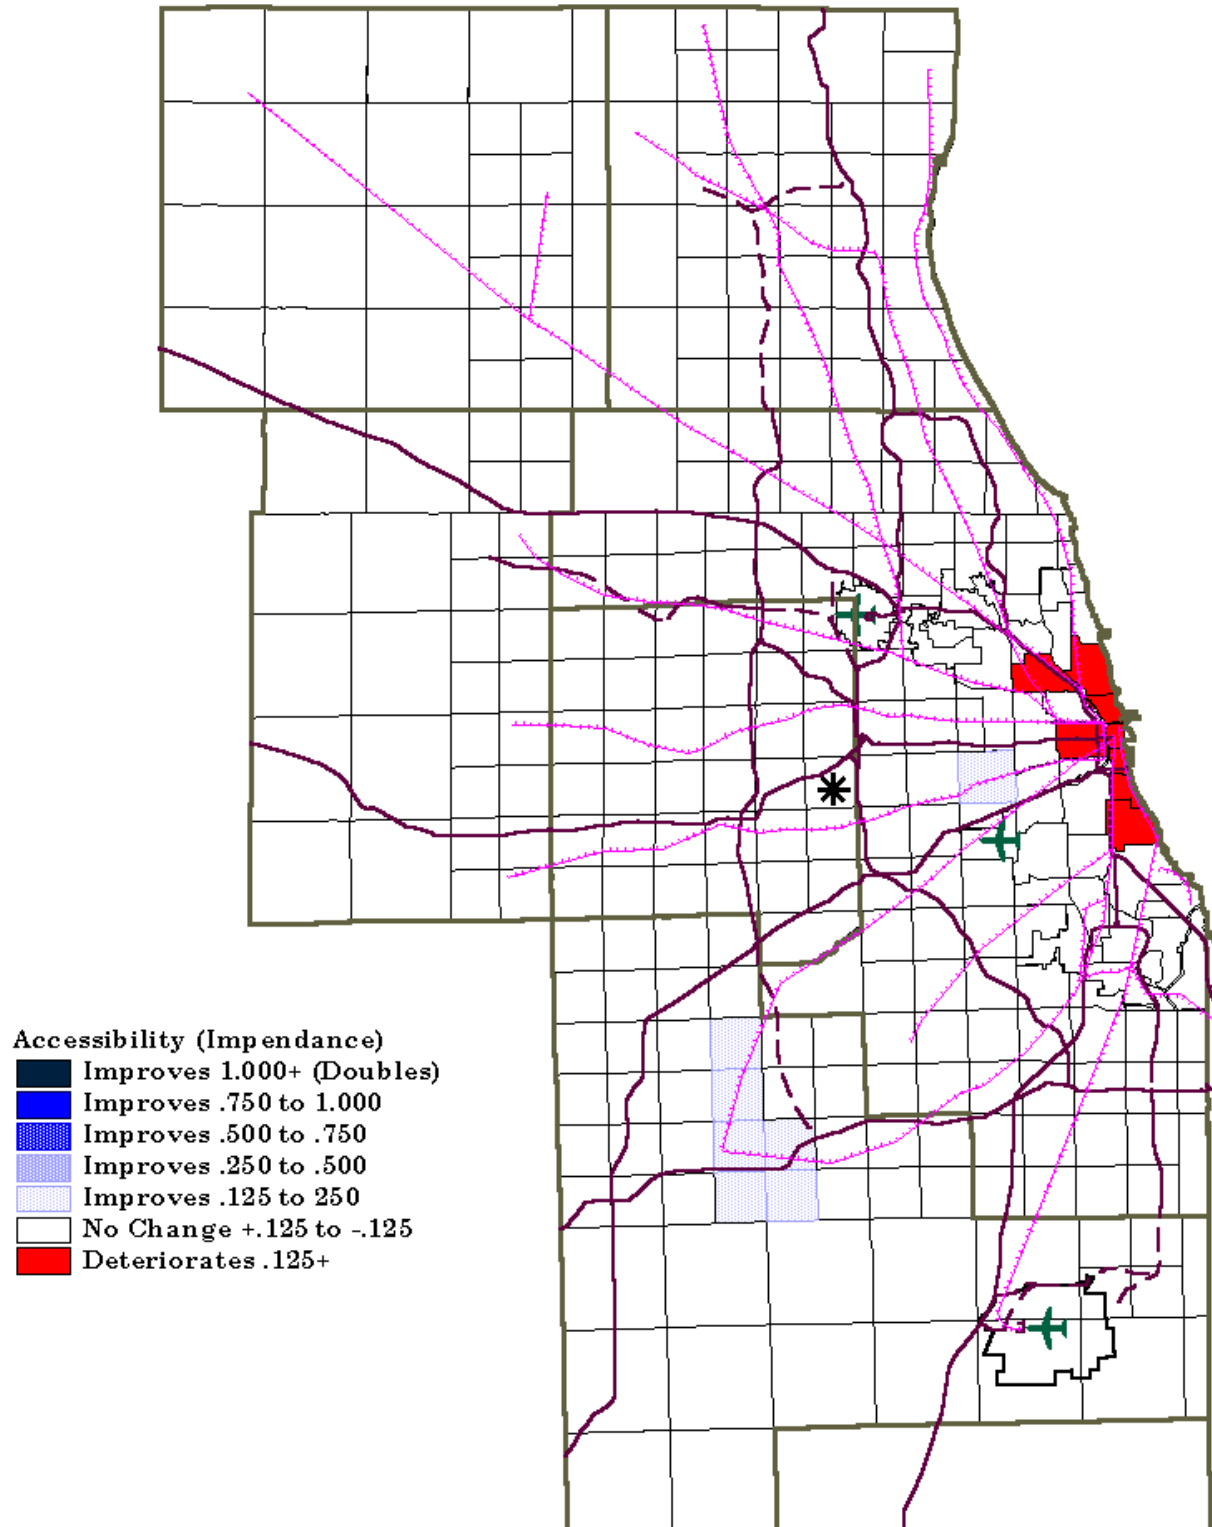 Accessibility (Impendance)
Improves 1.000+ (Doubles)
Improves .750 to 1.000
Improves .500 to .750
Improves .250 to .500
Improves .125 to 250
No Change +.125 to -.125
Deteriorates .125+